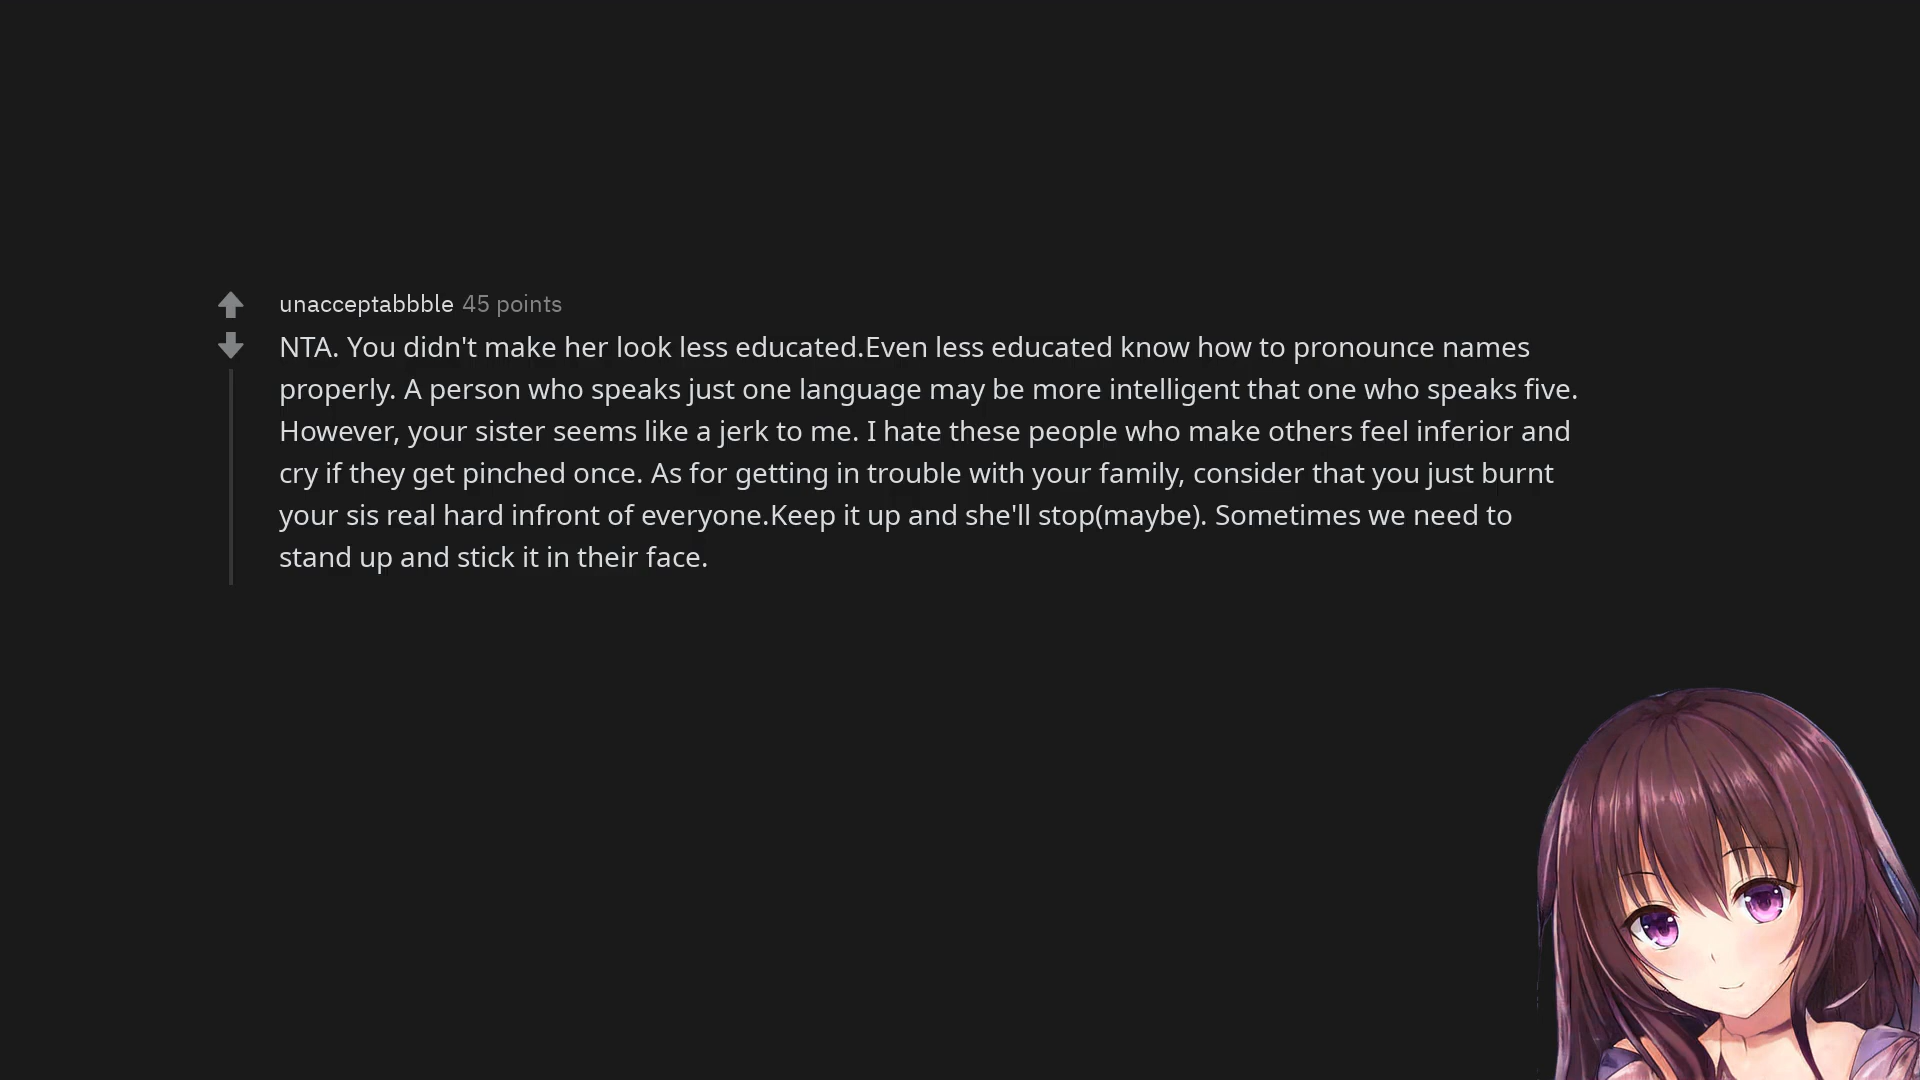 unacceptabbble 45 points
NTA. You didn't make her look less educated.Even less educated know how to pronounce names
properly. A person who speaks just one language may be more intelligent that one who speaks five.
However, your sister seems like a jerk to me. I hate these people who make others feel inferior and
cry if they get pinched once. As for getting in trouble with your family, consider that you just burnt
your sis real hard infront of everyone.Keep it up and she'll stop(maybe). Sometimes we need to
stand up and stick it in their face.